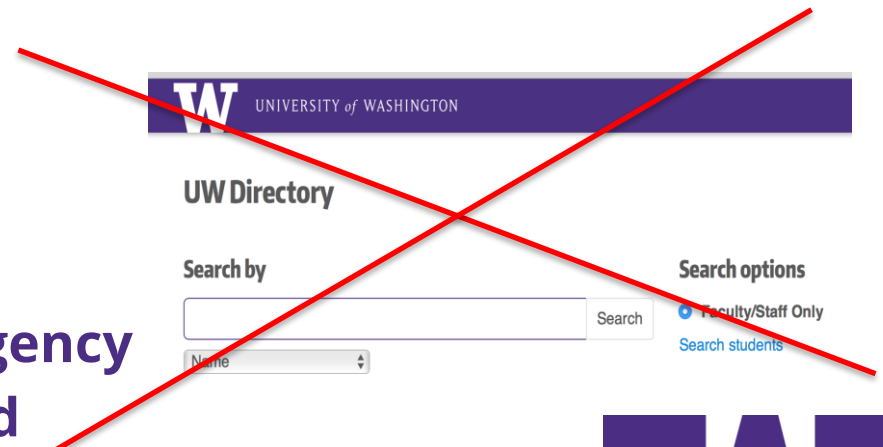 W UNIVERSITY of WASHINGTON
UW Directory
Search by
Search options
Search
Faculty/Staff Only
Name
Search students
gency
d